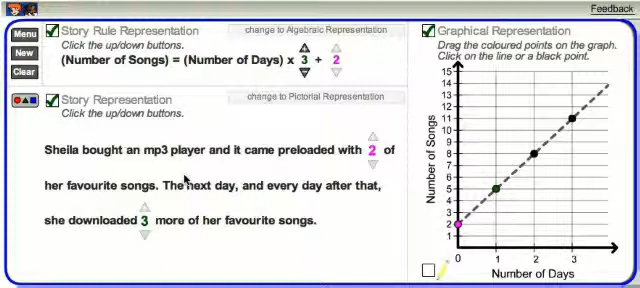 Feedback
Menu
New
Clear
Story Rule Representation
change to Algebraic Representation
Click the up/down buttons.
(Number of Songs) = (Number of Days) x 3 + 2
Story Representation
change to Pictorial Representation
Click the up/down buttons.
Sheila bought an mp3 player and it came preloaded with 2 of
her favourite songs. The next day, and every day after that,
she downloaded 3 more of her favourite songs.
Graphical Representation
Drag the coloured points on the graph.
Click on the line or a black point.
Number of Songs
15
14
13
12
11
10
9
8
7
6
5
4
3
2
1
0 1 2 3
Number of Days